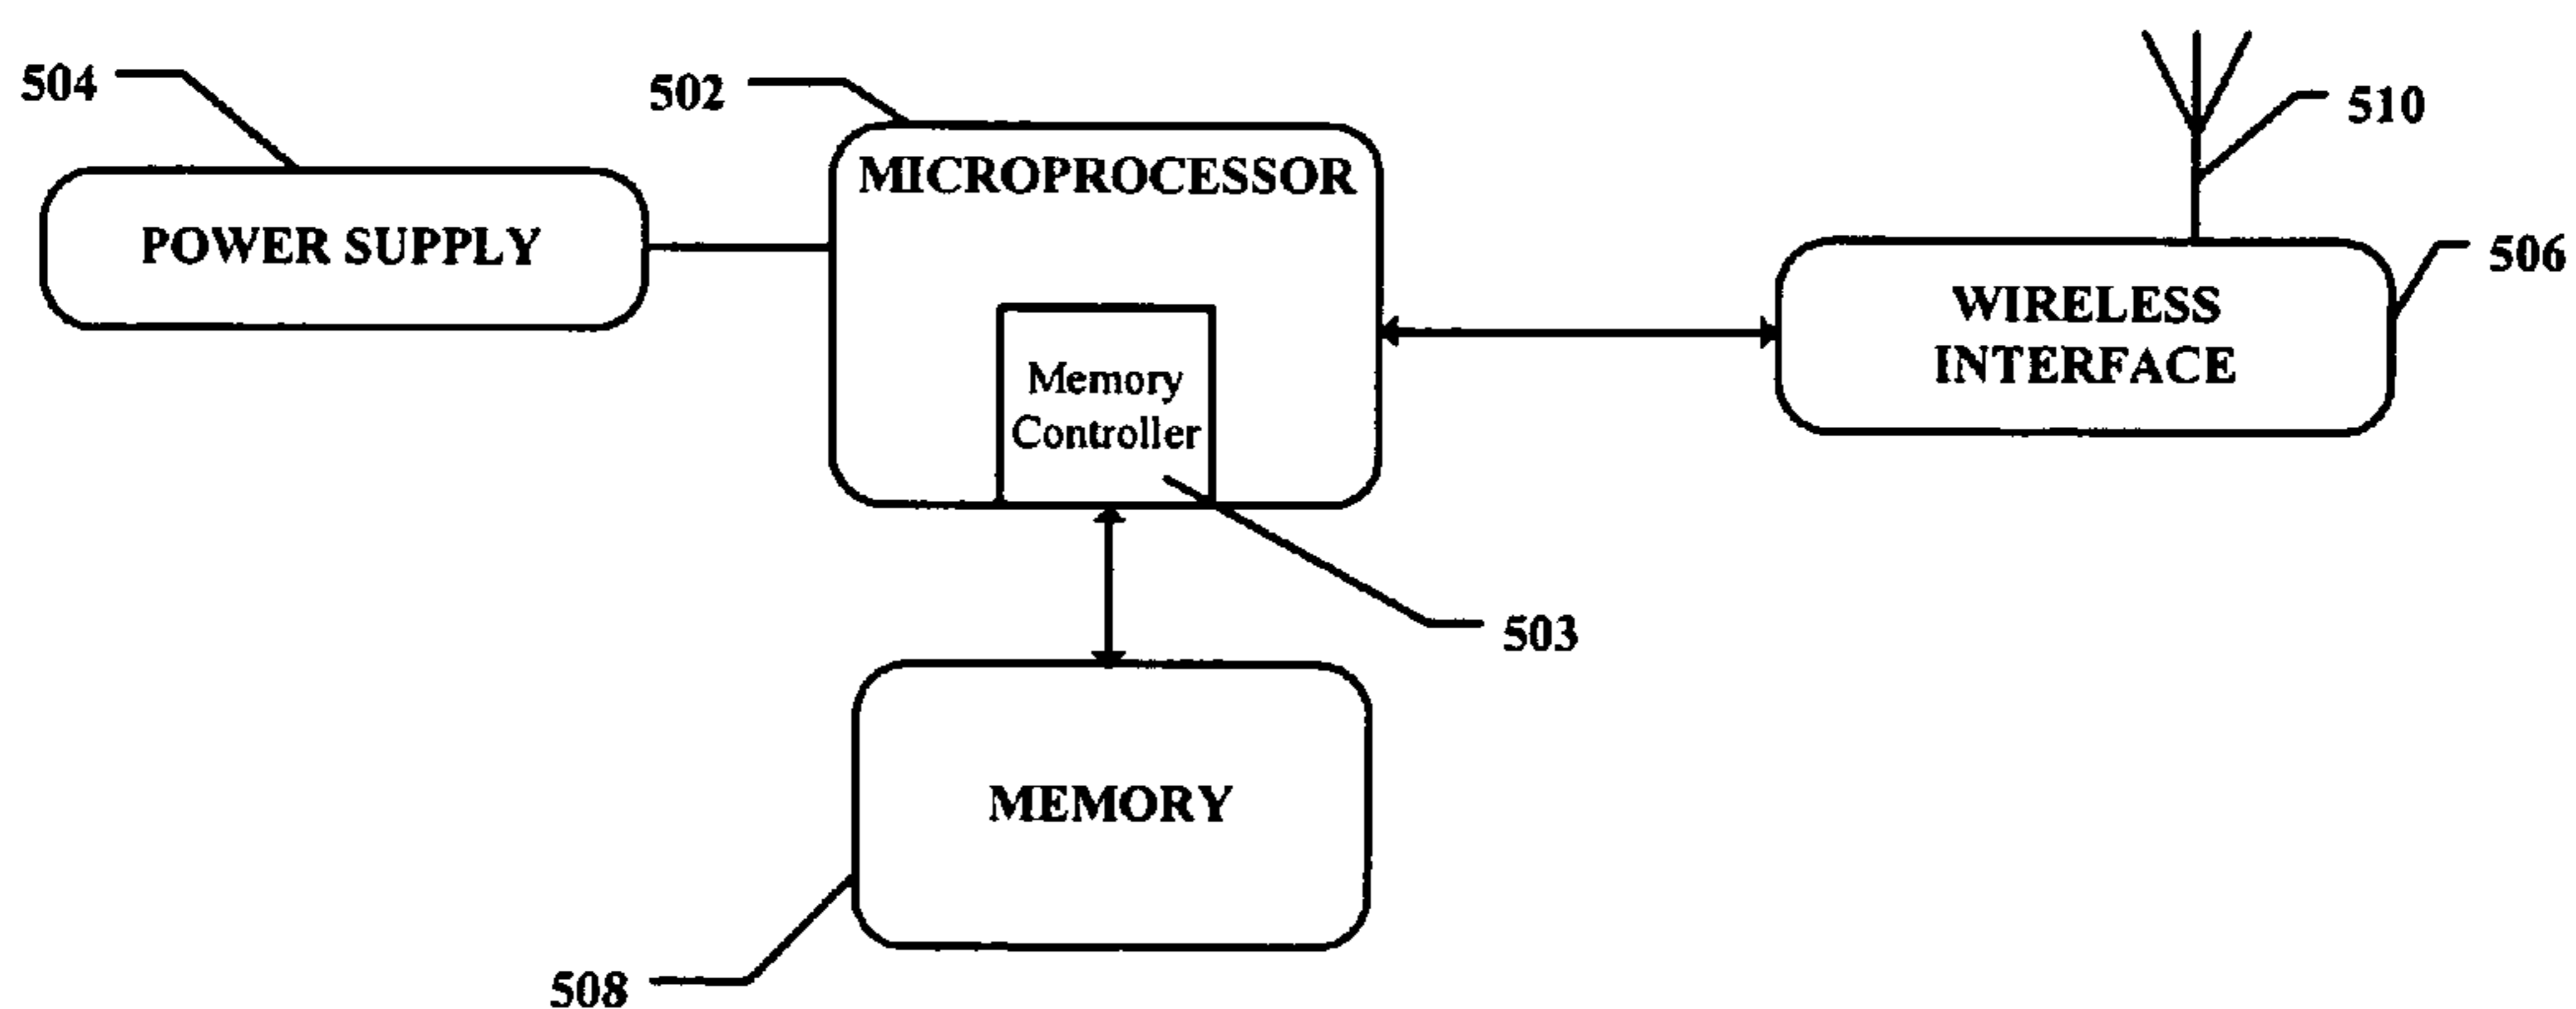 504
502
510
MICROPROCESSOR
POWER SUPPLY
506
WIRELESS
INTERFACE
Memory
Controller
503
MEMORY
508